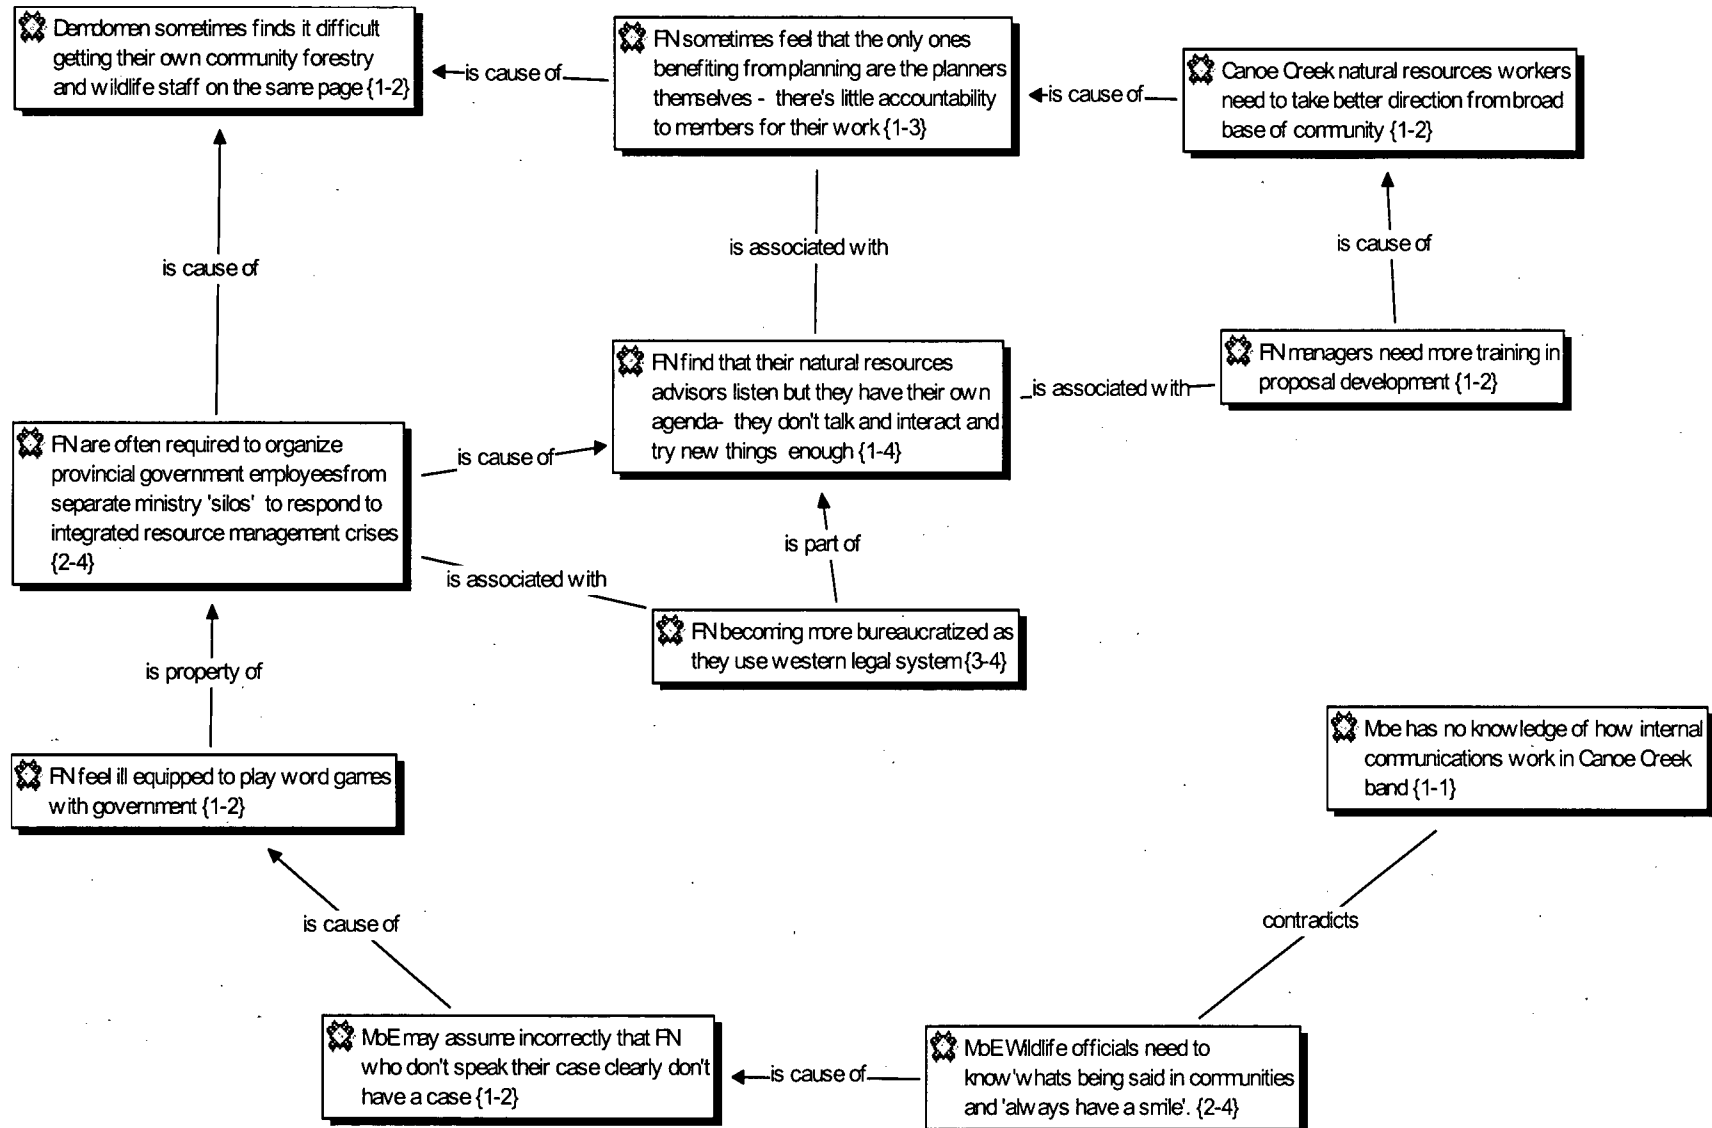 Demdomen sometimes finds it difficult
getting their own community forestry
and wildlife staff on the same page {1-2}
is cause of
FN sometimes feel that the only ones
benefiting from planning are the planners
themselves - there's little accountability
to members for their work {1-3}
is cause of
Canoe Creek natural resources workers
need to take better direction from broad
base of community {1-2}
is cause of
is associated with
is cause of
FN find that their natural resources
advisors listen but they have their own
agenda- they don't talk and interact and
try new things enough {1-4}
is associated with
FN managers need more training in
proposal development {1-2}
FN are often required to organize
provincial government employees from
separate ministry 'silos' to respond to
integrated resource management crises
{2-4}
is cause of
is part of
is associated with
FN becoming more bureaucratized as
they use western legal system {3-4}
is property of
Moe has no knowledge of how internal
communications work in Canoe Creek
band {1-1}
FN feel ill equipped to play word games
with government {1-2}
is cause of
contradicts
MoE may assume incorrectly that FN
who don't speak their case clearly don't
have a case {1-2}
is cause of
MoE Wildlife officials need to
know 'whats being said in communities
and 'always have a smile'. {2-4}